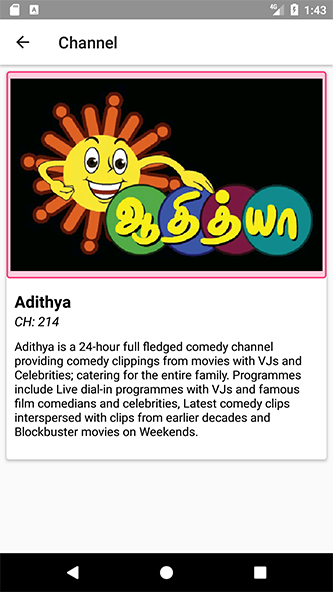 4G 1:43
Channel
ஆதித்யா
Adithya
CH: 214
Adithya is a 24-hour full fledged comedy channel
providing comedy clippings from movies with VJs and
Celebrities; catering for the entire family. Programmes
include Live dial-in programmes with VJs and famous
film comedians and celebrities, Latest comedy clips
interspersed with clips from earlier decades and
Blockbuster movies on Weekends.